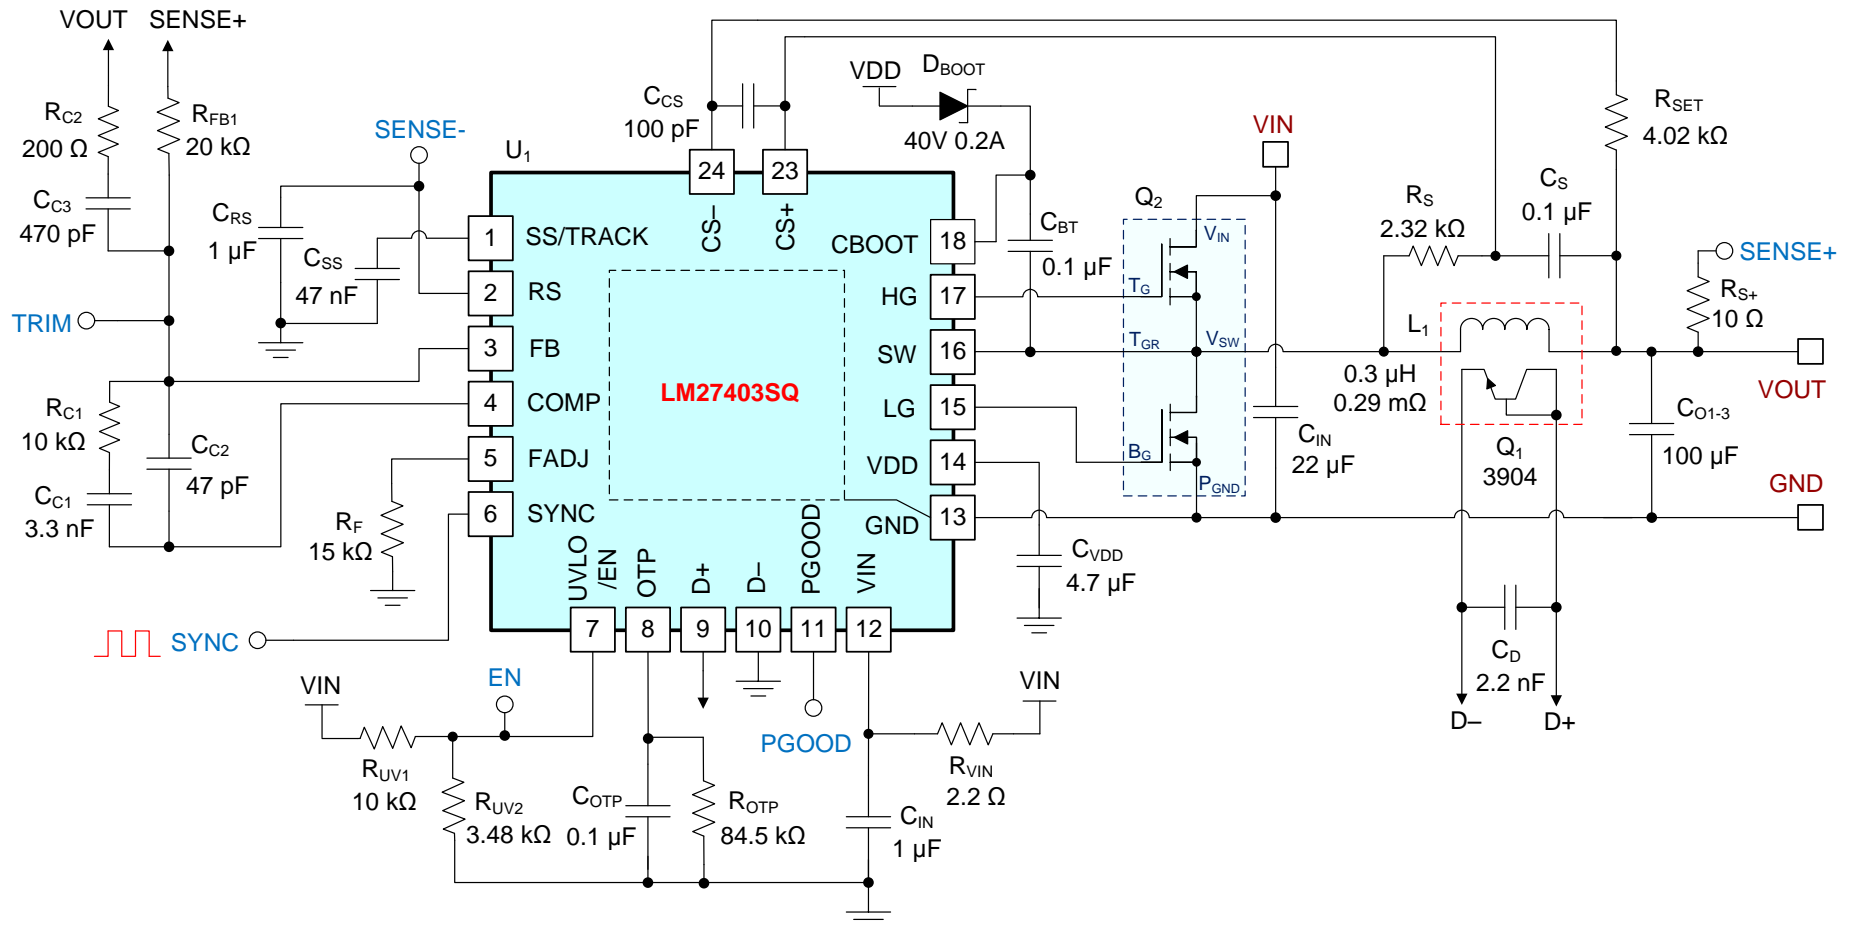 VOUT SENSE+
RC2
200 Ω
RFB1
20 kΩ
CC3
470 pF
SENSE-
CRS
1 µF
CSS
47 nF
TRIM
RC1
10 kΩ
CC2
47 pF
CC1
3.3 nF
RF
15 kΩ
SYNC
U1
CCS
100 pF
24
23
CS–
CS+
1
SS/TRACK
2
RS
3
FB
4
COMP
5
FADJ
6
SYNC
LM27403SQ
CBOOT
18
HG
17
SW
16
LG
15
VDD
14
GND
13
UVLO
/EN
OTP
D+
D–
PGOOD
VIN
7
8
9
10
11
12
VDD
DBOOT
40V 0.2A
CBT
0.1 µF
VIN
Q2
VIN
TG
TGR
VSW
BG
PGND
CIN
22 µF
CVDD
4.7 µF
RSET
4.02 kΩ
RS
2.32 kΩ
CS
0.1 µF
SENSE+
RS+
10 Ω
L1
0.3 µH
0.29 mΩ
VOUT
CO1-3
100 µF
GND
Q1
3904
CD
2.2 nF
D–
D+
VIN
EN
RUV1
10 kΩ
RUV2
3.48 kΩ
COTP
0.1 µF
ROTP
84.5 kΩ
PGOOD
VIN
RVIN
2.2 Ω
CIN
1 µF